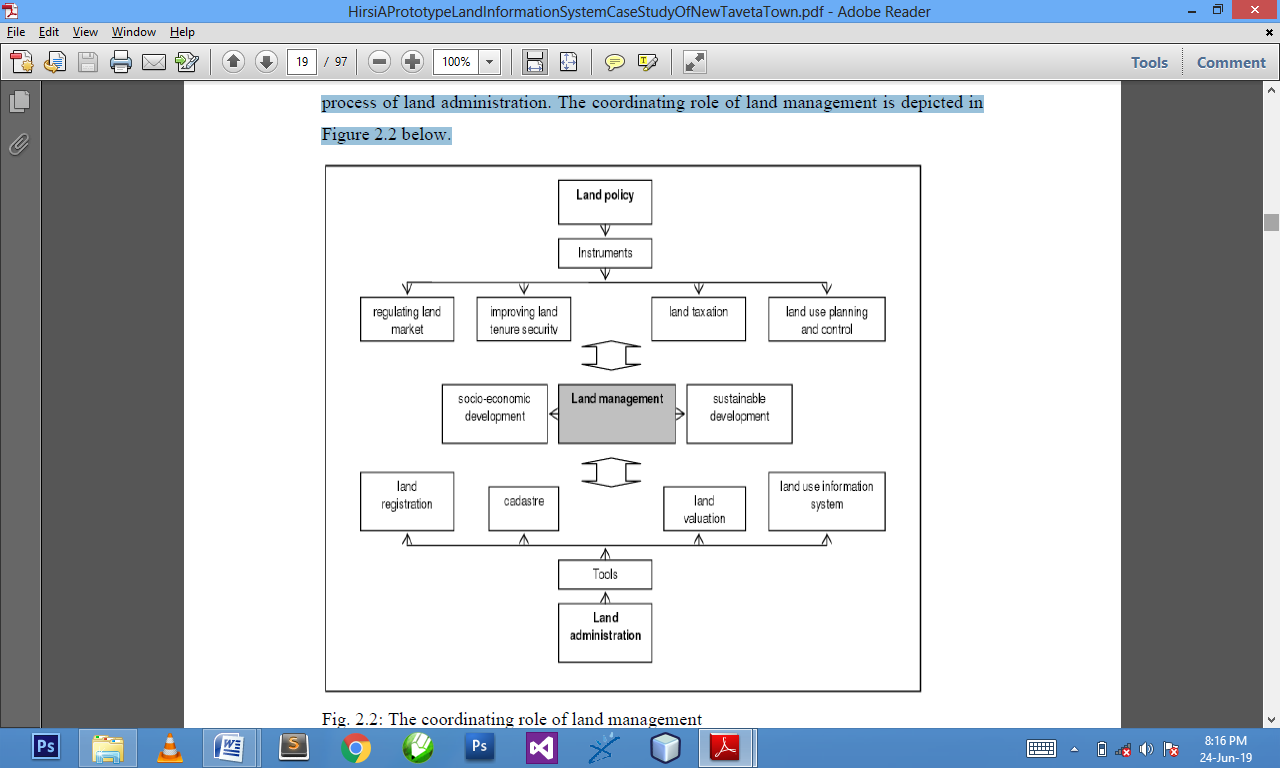 HirsiAPrototypeLandInformationSystemCaseStudyOfNewTavetaTown.pdf - Adobe Reader
File Edit View Window Help
19 / 97 100% Tools Comment
process of land administration. The coordinating role of land management is depicted in
Figure 2.2 below.
Land policy
Instruments
regulating land
market
improving land
tenure security
land taxation
land use planning
and control
socio-economic
development
Land management
sustainable
development
land
registration
cadastre
land
valuation
land use information
system
Tools
Land
administration
Fig. 2.2: The coordinating role of land management
Ps
W
S
Ps
8:16 PM
24-Jun-19